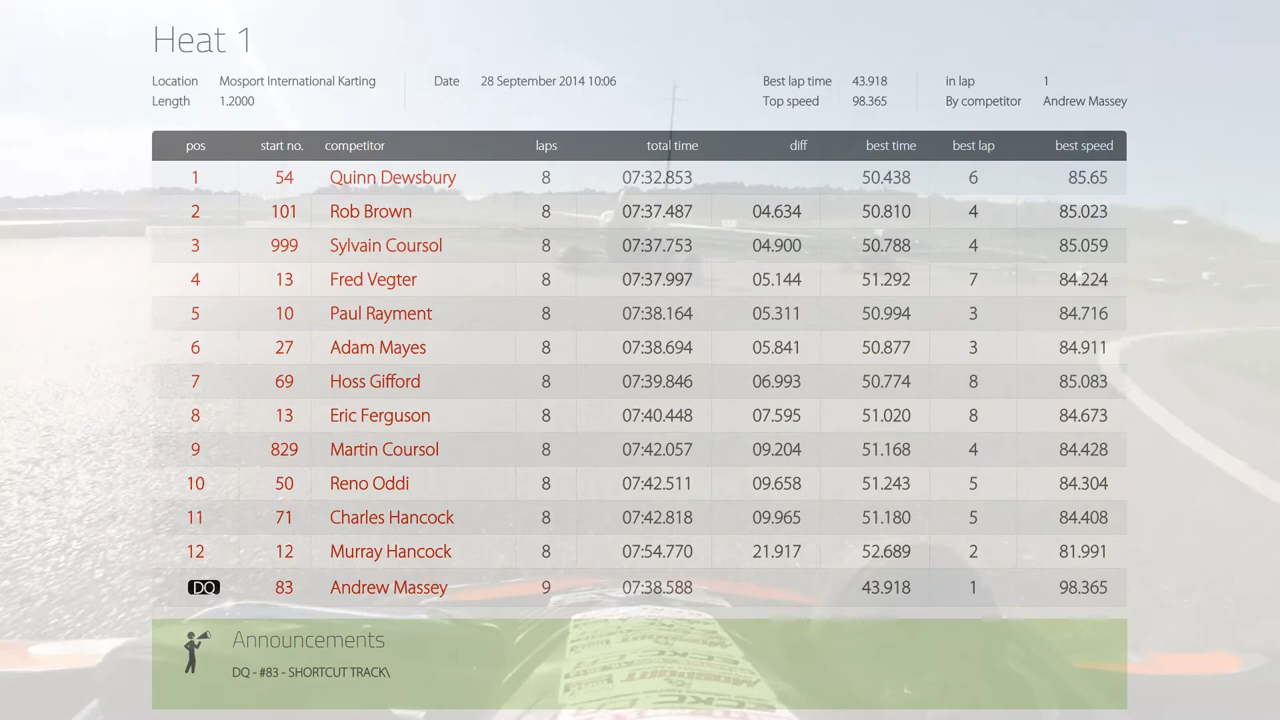 Heat 1
Location Mosport International Karting Date 28 September 2014 10:06 Best lap time 43.918 in lap 1
Length 1.2000 Top speed 98.365 By competitor Andrew Massey
pos start no. competitor laps total time diff best time best lap best speed
1 54 Quinn Dewsbury 8 07:32.853 50.438 6 85.65
2 101 Rob Brown 8 07:37.487 04.634 50.810 4 85.023
3 999 Sylvain Coursol 8 07:37.753 04.900 50.788 4 85.059
4 13 Fred Vegter 8 07:37.997 05.144 51.292 7 84.224
5 10 Paul Rayment 8 07:38.164 05.311 50.994 3 84.716
6 27 Adam Mayes 8 07:38.694 05.841 50.877 3 84.911
7 69 Hoss Gifford 8 07:39.846 06.993 50.774 8 85.083
8 13 Eric Ferguson 8 07:40.448 07.595 51.020 8 84.673
9 829 Martin Coursol 8 07:42.057 09.204 51.168 4 84.428
10 50 Reno Oddi 8 07:42.511 09.658 51.243 5 84.304
11 71 Charles Hancock 8 07:42.818 09.965 51.180 5 84.408
12 12 Murray Hancock 8 07:54.770 21.917 52.689 2 81.991
DQ 83 Andrew Massey 9 07:38.588 43.918 1 98.365
Announcements
DQ - #83 - SHORTCUT TRACK\